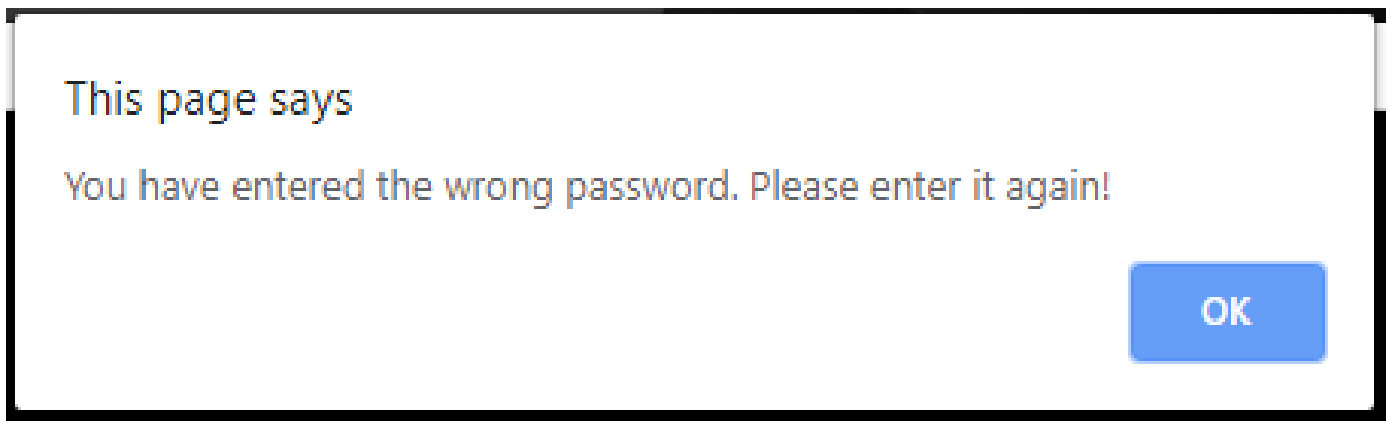 This page says
You have entered the wrong password. Please enter it again!
OK